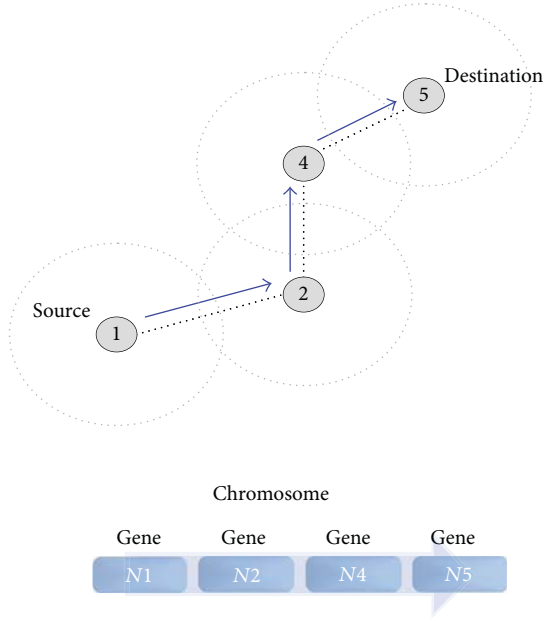 Destination
5
4
2
Source
1
Chromosome
Gene Gene Gene Gene
N1 N2 N4 N5